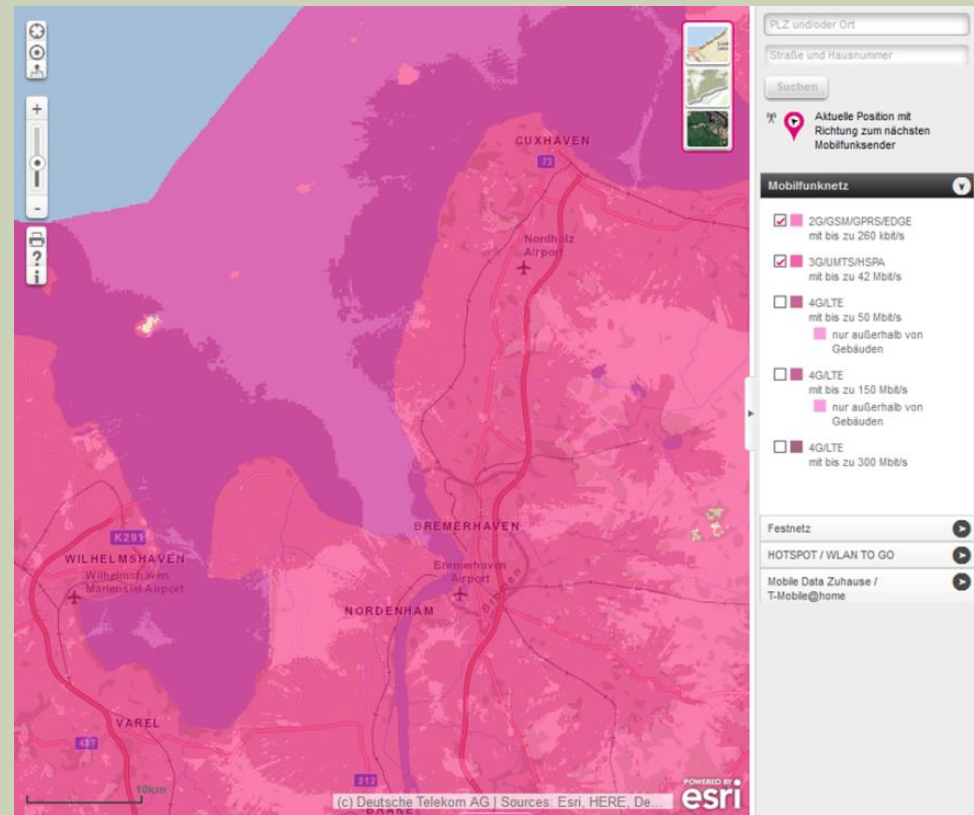 CUXHAVEN
73
Nordholz
Airport
K291
WILHELMSHAVEN
Wilhelmshaven
Mariensiel Airport
BREMERHAVEN
Bremerhaven
Airport
NORDENHAM
VAREL
437
212
BRAKE
10km
(c) Deutsche Telekom AG | Sources: Esri, HERE, De...
POWERED BY
esri
PLZ und/oder Ort
Straße und Hausnummer
Suchen
Aktuelle Position mit
Richtung zum nächsten
Mobilfunksender
Mobilfunknetz
2G/GSM/GPRS/EDGE
mit bis zu 260 kbit/s
3G/UMTS/HSPA
mit bis zu 42 Mbit/s
4G/LTE
mit bis zu 50 Mbit/s
nur außerhalb von
Gebäuden
4G/LTE
mit bis zu 150 Mbit/s
nur außerhalb von
Gebäuden
4G/LTE
mit bis zu 300 Mbit/s
Festnetz
HOTSPOT / WLAN TO GO
Mobile Data Zuhause /
T-Mobile@home